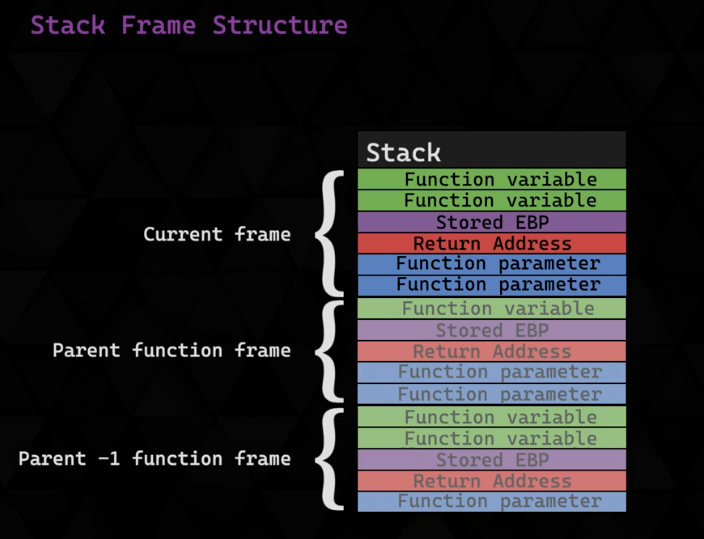 Stack Frame Structure
Stack
Current frame
Function variable
Function variable
Stored EBP
Return Address
Function parameter
Function parameter
Parent function frame
Function variable
Stored EBP
Return Address
Function parameter
Function parameter
Parent -1 function frame
Function variable
Function variable
Stored EBP
Return Address
Function parameter